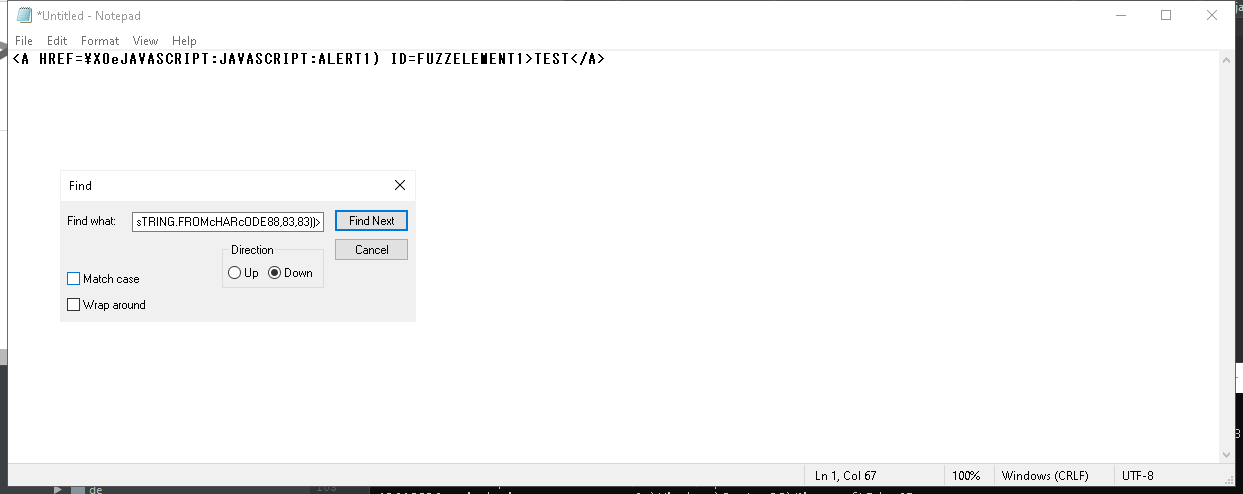 *Untitled - Notepad
File Edit Format View Help
<A HREF=¥X0eJAVASCRIPT:JAVASCRIPT:ALERT1) ID=FUZZELEMENT1>TEST</A>
Find
Find what: sTRING.FROMcHARcODE88,83,83))> Find Next
Direction Cancel
Up Down
Match case
Wrap around
Ln 1, Col 67 100% Windows (CRLF) UTF-8
de